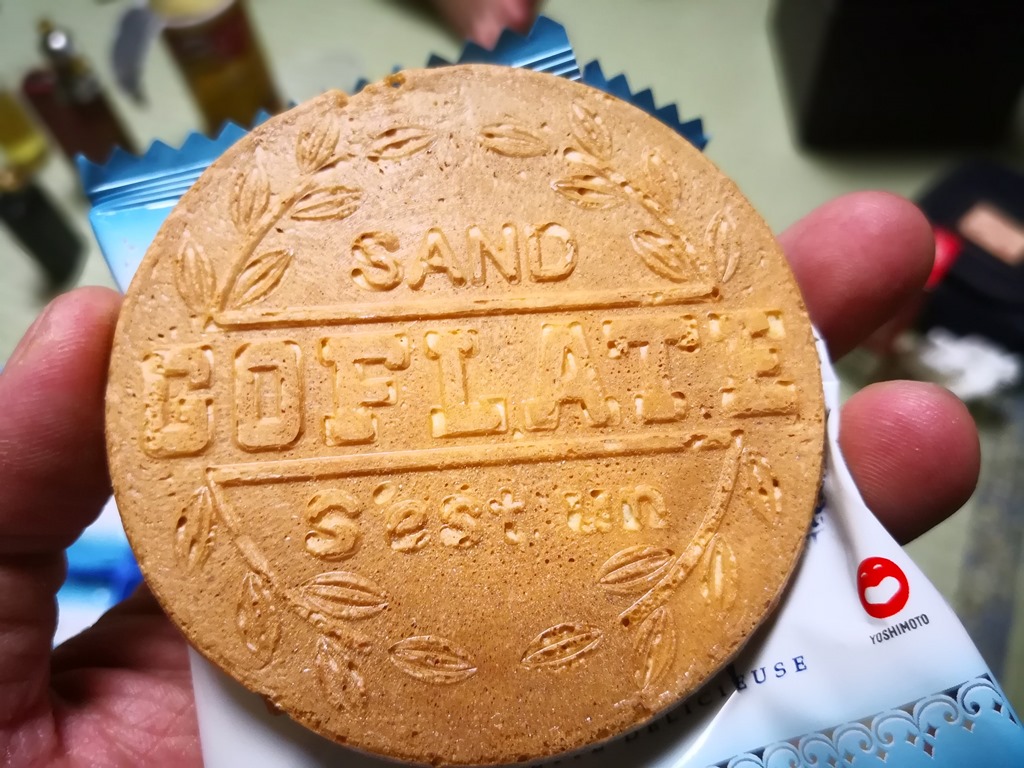 SAND
GOFLATE
S'est un
YOSHIMOTO
DELICIEUSE